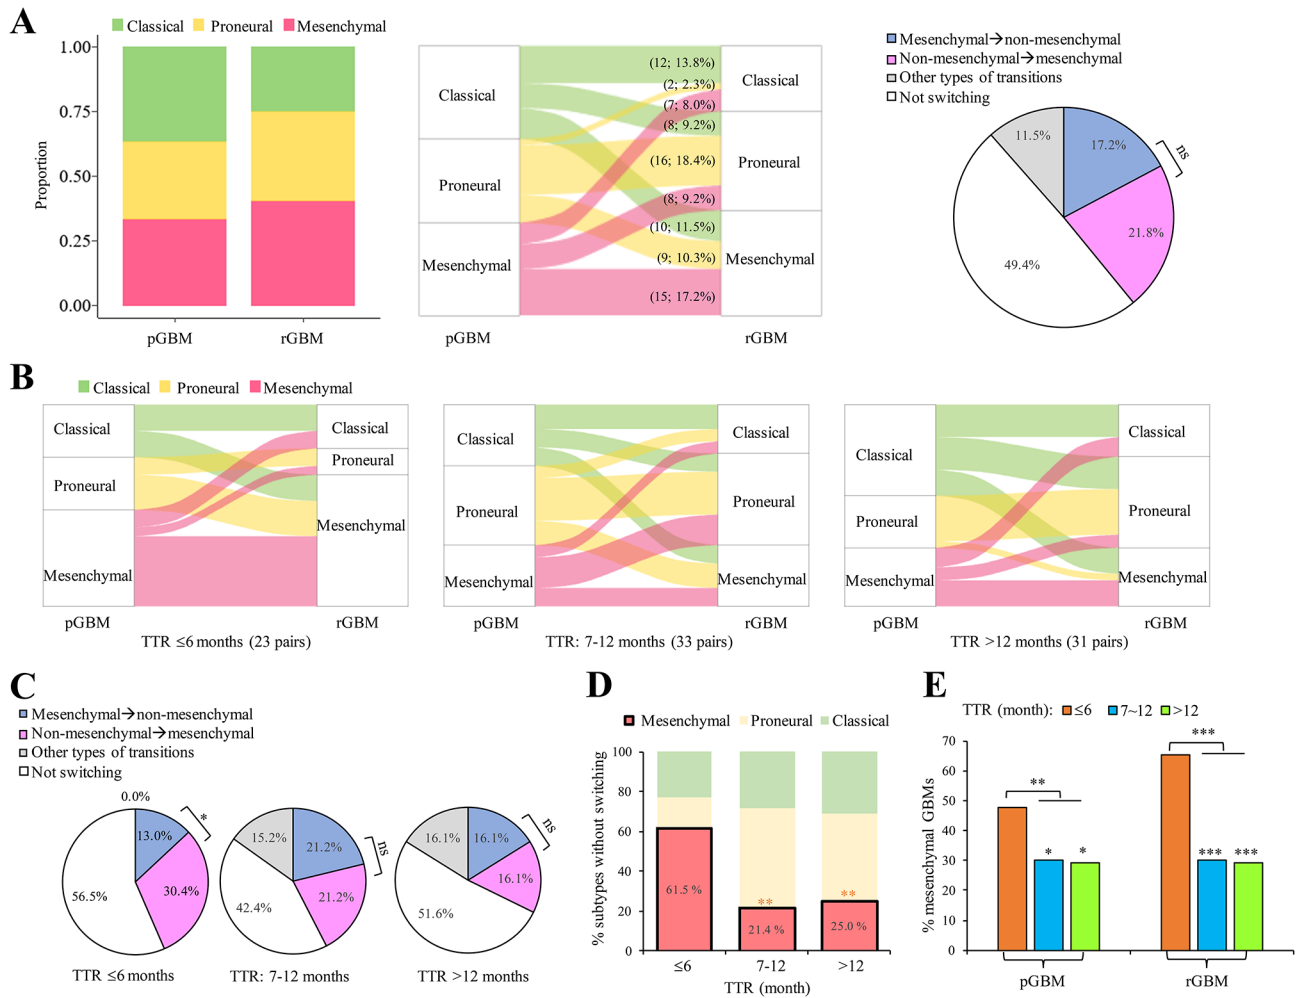 A
Classical Proneural Mesenchymal
Proportion
1.00
0.75
0.50
0.25
0.00
pGBM rGBM
Classical
Proneural
Mesenchymal
(12; 13.8%)
(2; 2.3%)
(7; 8.0%)
(8; 9.2%)
(16; 18.4%)
(8; 9.2%)
(10; 11.5%)
(9; 10.3%)
(15; 17.2%)
Classical
Proneural
Mesenchymal
pGBM rGBM
Mesenchymal→non-mesenchymal
Non-mesenchymal→mesenchymal
Other types of transitions
Not switching
11.5%
17.2%
ns
21.8%
49.4%
B
Classical Proneural Mesenchymal
Classical
Proneural
Mesenchymal
Classical
Proneural
Mesenchymal
pGBM rGBM
TTR ≤6 months (23 pairs)
Classical
Proneural
Mesenchymal
Classical
Proneural
Mesenchymal
pGBM rGBM
TTR: 7-12 months (33 pairs)
Classical
Proneural
Mesenchymal
Classical
Proneural
Mesenchymal
pGBM rGBM
TTR >12 months (31 pairs)
C
Mesenchymal→non-mesenchymal
Non-mesenchymal→mesenchymal
Other types of transitions
Not switching
0.0%
13.0%
*
30.4%
56.5%
TTR ≤6 months
15.2%
21.2%
ns
21.2%
42.4%
TTR: 7-12 months
16.1%
16.1%
ns
16.1%
51.6%
TTR >12 months
D
Mesenchymal Proneural Classical
% subtypes without switching
100
80
60
40
20
0
61.5 %
**
21.4 %
**
25.0 %
≤6 7-12 >12
TTR (month)
E
TTR (month): ≤6 7~12 >12
% mesenchymal GBMs
70
60
50
40
30
20
10
0
**
* *
***
*** ***
pGBM rGBM